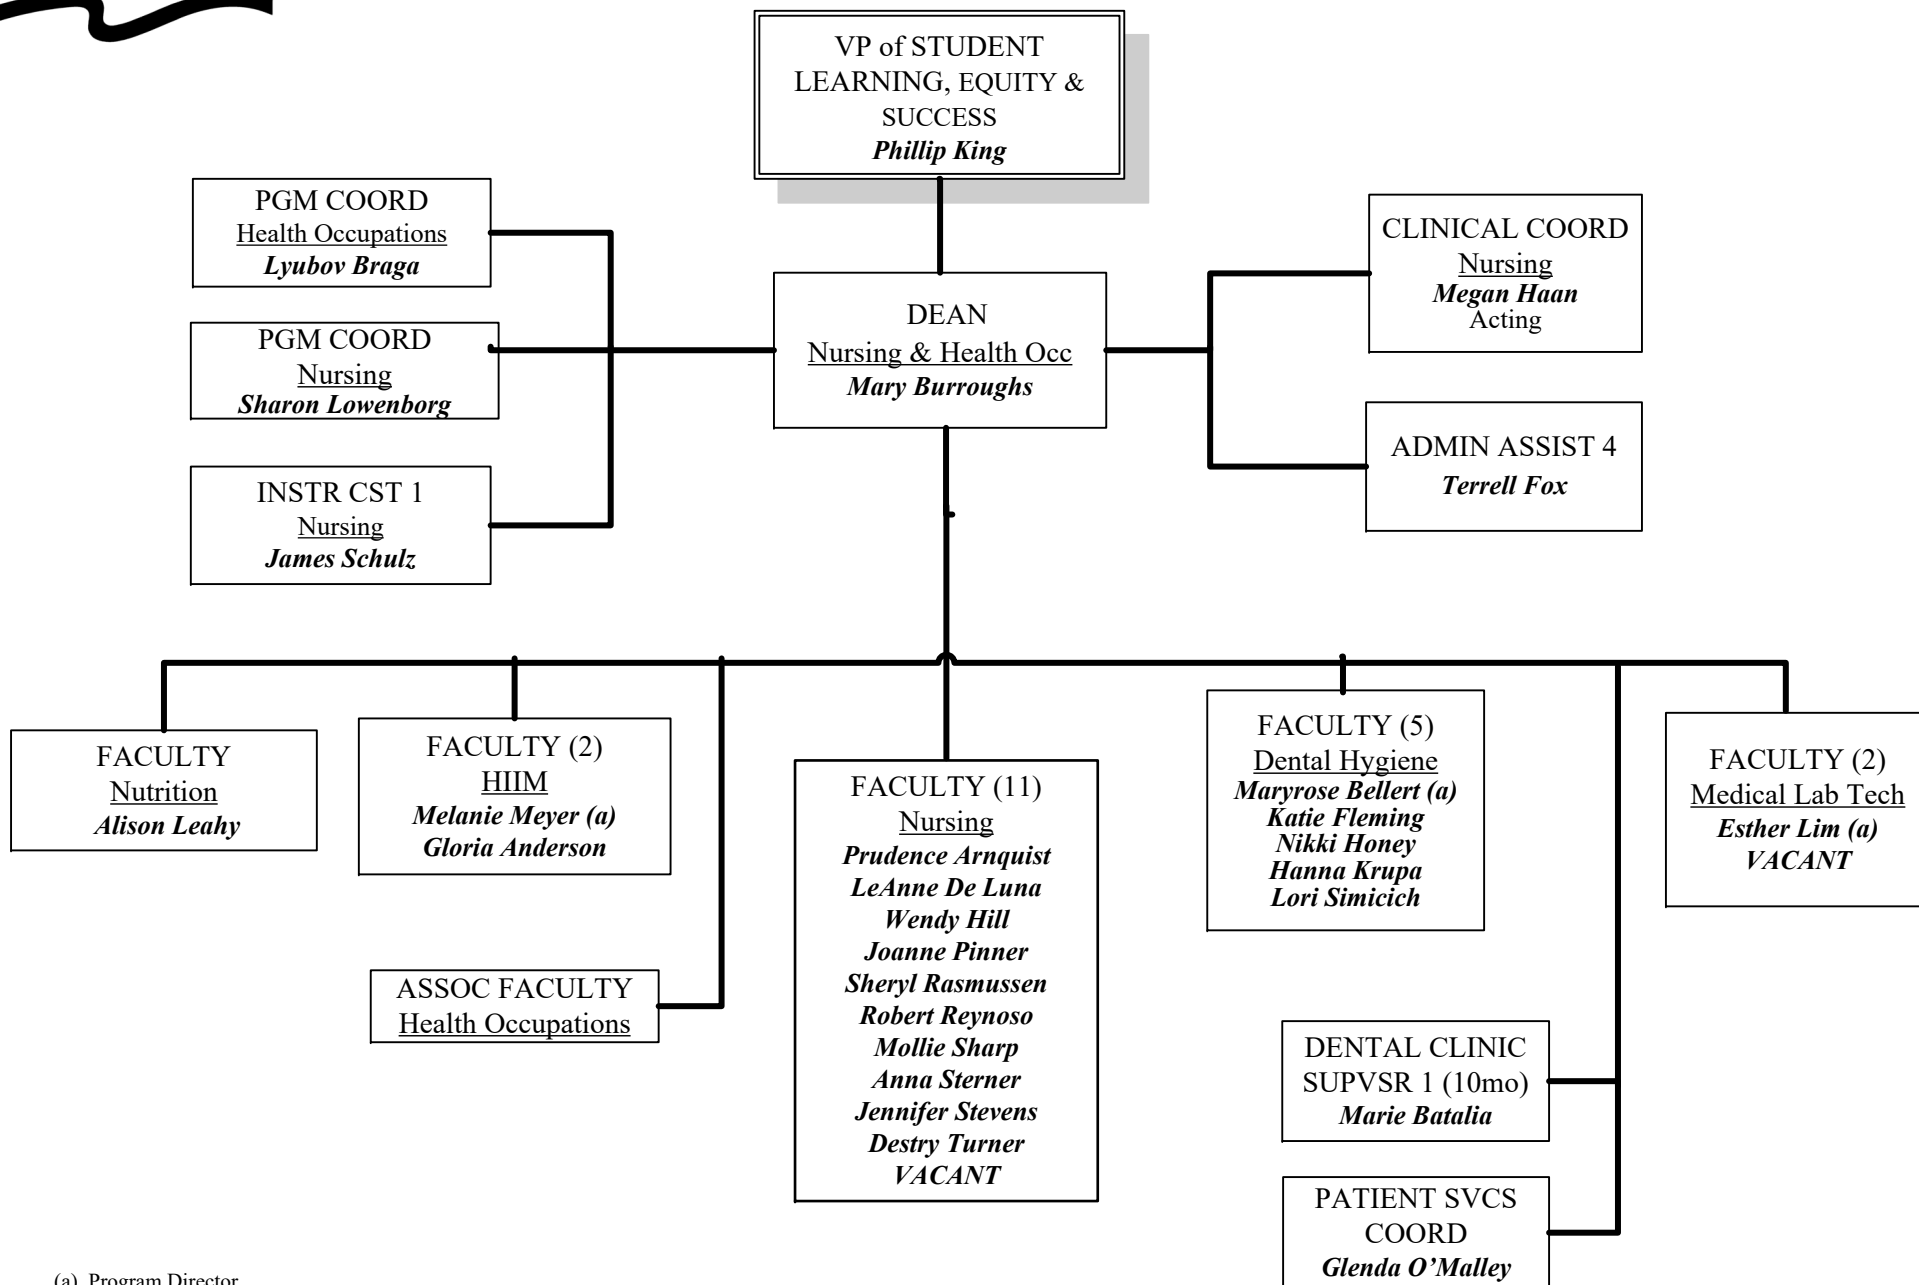 VP of STUDENT
LEARNING, EQUITY &
SUCCESS
Phillip King
PGM COORD
Health Occupations
Lyubov Braga
PGM COORD
Nursing
Sharon Lowenborg
INSTR CST 1
Nursing
James Schulz
DEAN
Nursing & Health Occ
Mary Burroughs
CLINICAL COORD
Nursing
Megan Haan
Acting
ADMIN ASSIST 4
Terrell Fox
FACULTY
Nutrition
Alison Leahy
FACULTY (2)
HIIM
Melanie Meyer (a)
Gloria Anderson
ASSOC FACULTY
Health Occupations
FACULTY (11)
Nursing
Prudence Arnquist
LeAnne De Luna
Wendy Hill
Joanne Pinner
Sheryl Rasmussen
Robert Reynoso
Mollie Sharp
Anna Sterner
Jennifer Stevens
Destry Turner
VACANT
FACULTY (5)
Dental Hygiene
Maryrose Bellert (a)
Katie Fleming
Nikki Honey
Hanna Krupa
Lori Simicich
FACULTY (2)
Medical Lab Tech
Esther Lim (a)
VACANT
DENTAL CLINIC
SUPVSR 1 (10mo)
Marie Batalia
PATIENT SVCS
COORD
Glenda O’Malley
(a) Program Director